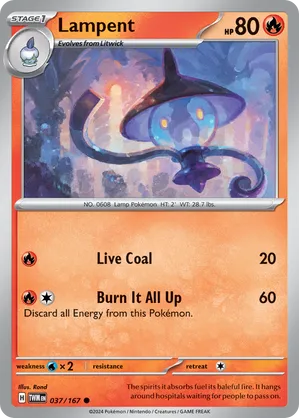 STAGE1
Lampent
HP 80
Evolves from Litwick
NO. 0608 Lamp Pokémon HT: 2' WT: 28.7 lbs.
Live Coal 20
Burn It All Up 60
Discard all Energy from this Pokémon.
weakness ×2 resistance retreat
Illus. Rond
H TWM EN 037/167
The spirits it absorbs fuel its baleful fire. It hangs
around hospitals waiting for people to pass on.
©2024 Pokémon / Nintendo / Creatures / GAME FREAK